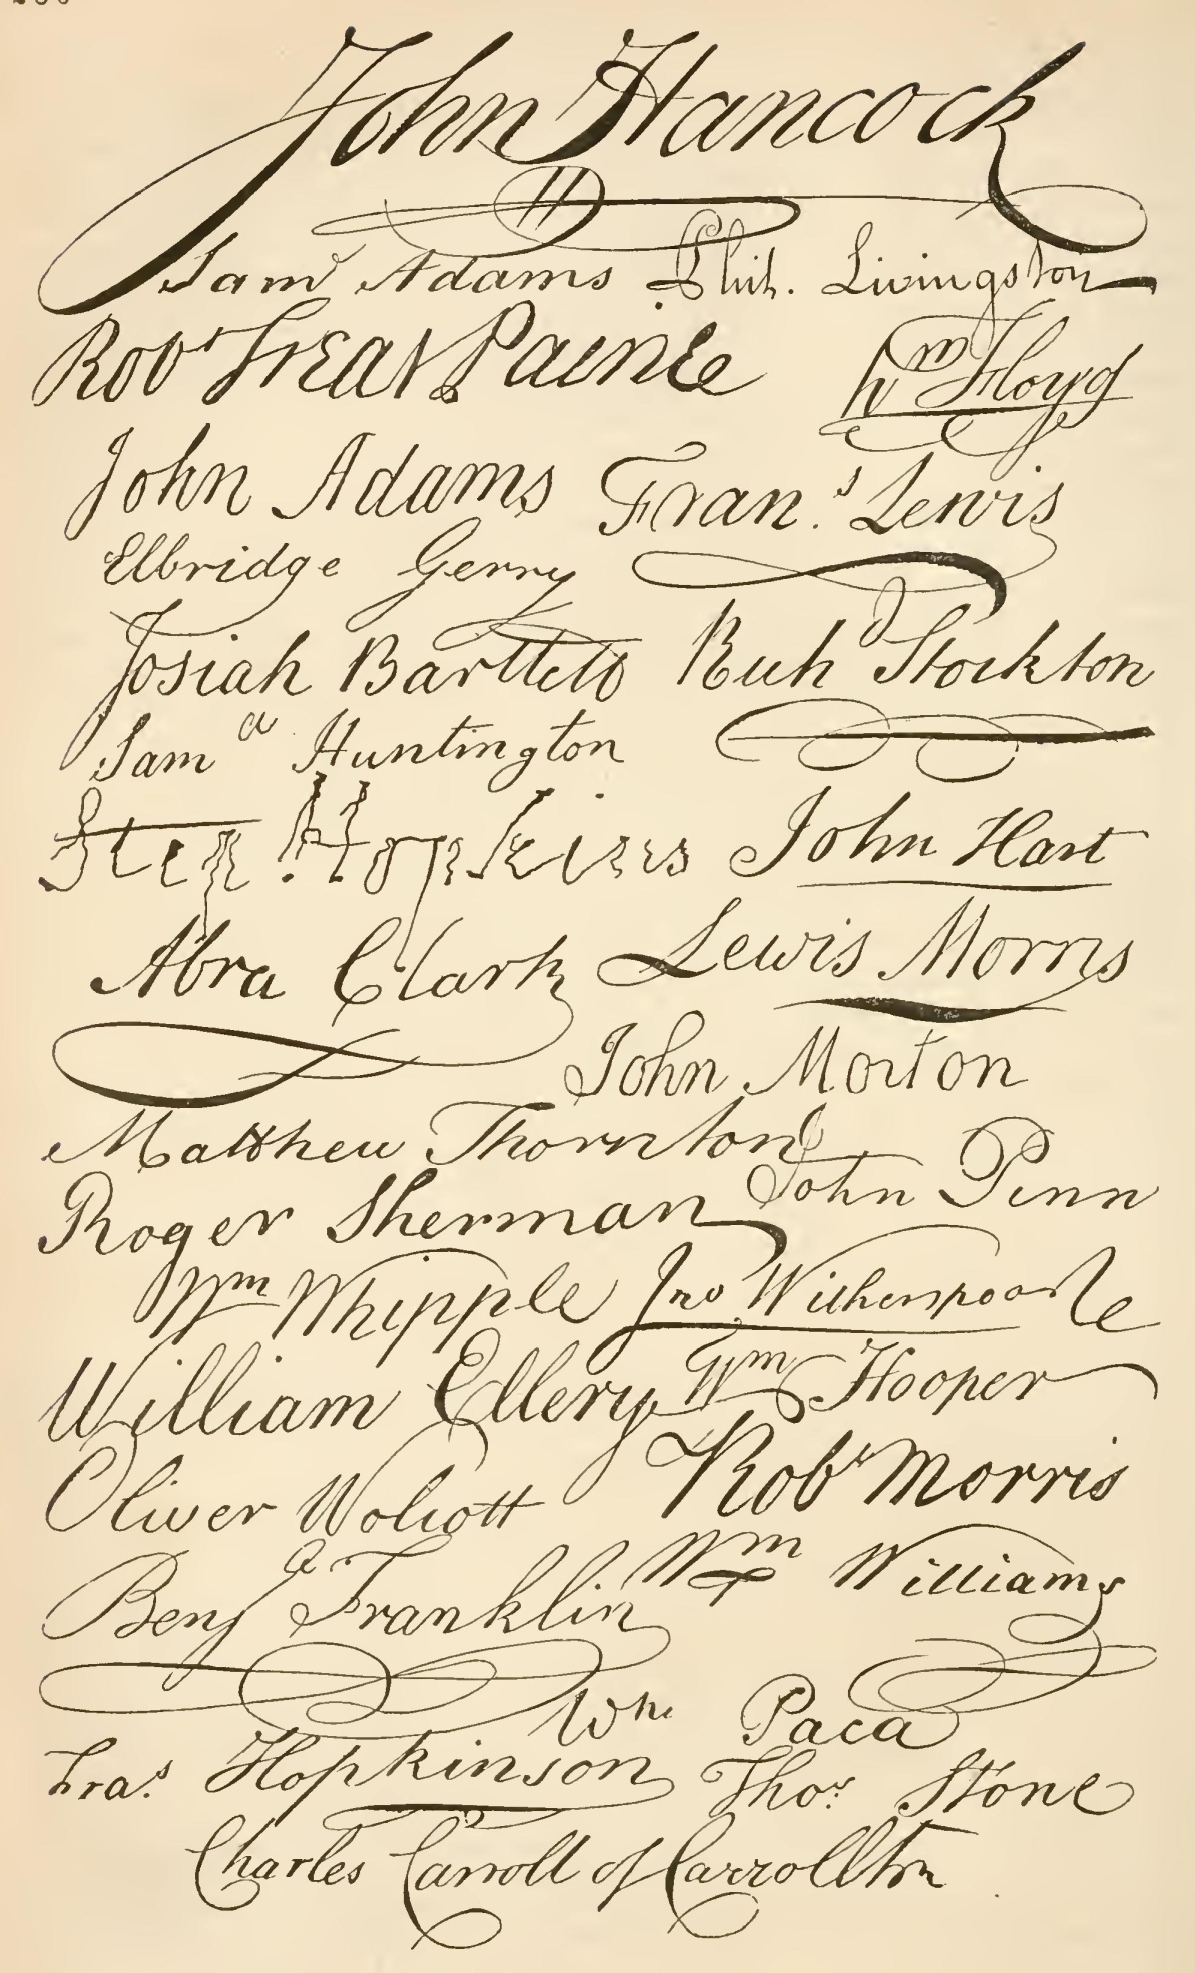 John Hancock
Sam Adams Phil. Livingston
Robt Treat Paine Wm Floyd
John Adams Frans. Lewis
Elbridge Gerry
Josiah Bartlett Richd Stockton
Saml Huntington
Step Hopkins John Hart
Abra Clark Lewis Morris
John Morton
Matthew Thornton
John Penn
Roger Sherman
Wm Whipple Jno Witherspoon
William Ellery Wm Hooper
Oliver Wolcott Robt Morris
Benja Franklin Wm Williams
Wm Paca
Fras. Hopkinson Thos. Stone
Charles Carroll of Carrollton